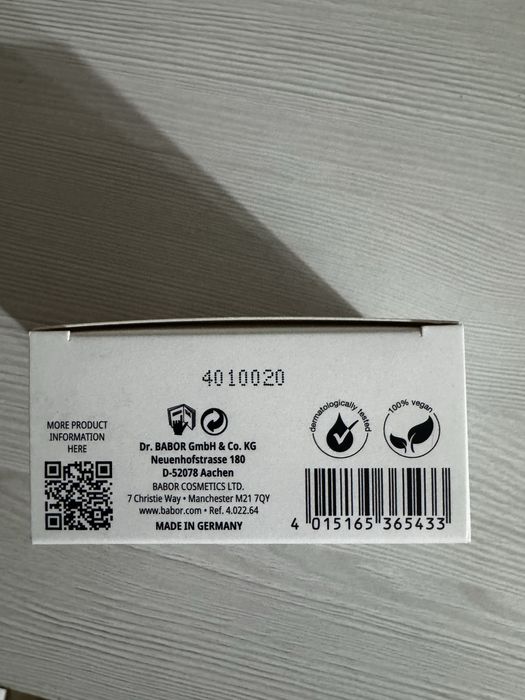 4010020
MORE PRODUCT
INFORMATION
HERE
Dr. BABOR GmbH & Co. KG
Neuenhofstrasse 180
D-52078 Aachen
BABOR COSMETICS LTD.
7 Christie Way • Manchester M21 7QY
www.babor.com • Ref. 4.022.64
MADE IN GERMANY
dermatologically tested
100% vegan
4 015165 365433